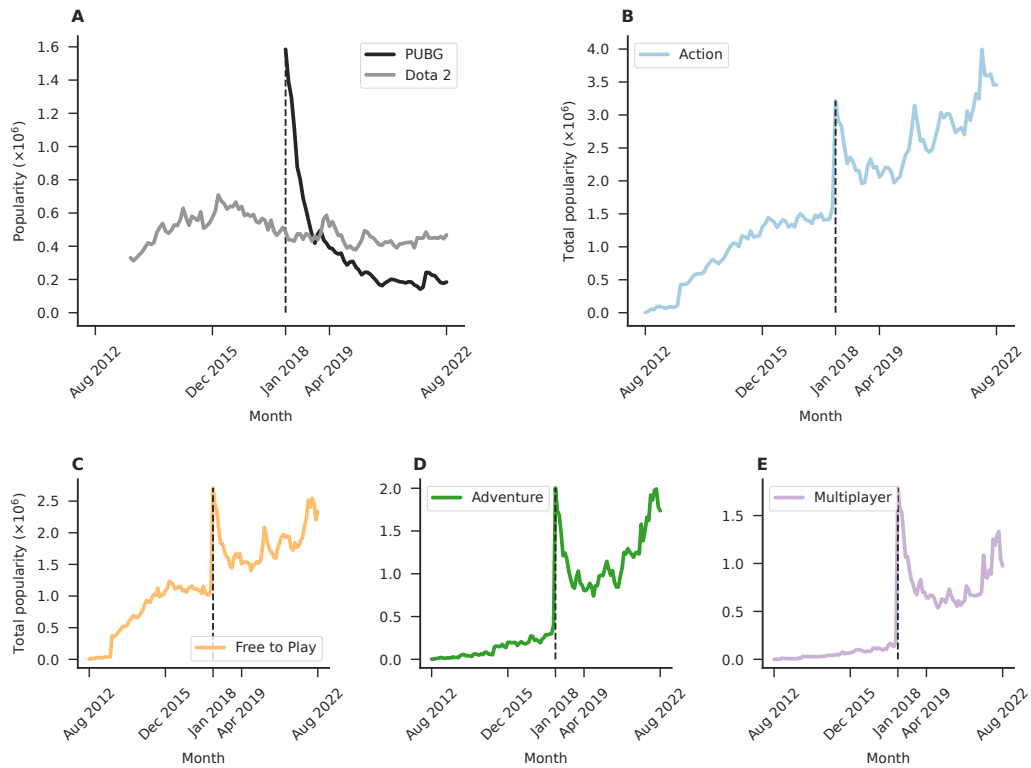 A
PUBG
Dota 2
Popularity (×10⁶)
1.6
1.4
1.2
1.0
0.8
0.6
0.4
0.2
0.0
Aug 2012
Dec 2015
Jan 2018
Apr 2019
Aug 2022
Month
B
Action
Total popularity (×10⁶)
4.0
3.5
3.0
2.5
2.0
1.5
1.0
0.5
0.0
Aug 2012
Dec 2015
Jan 2018
Apr 2019
Aug 2022
Month
C
Free to Play
Total popularity (×10⁶)
2.5
2.0
1.5
1.0
0.5
0.0
Aug 2012
Dec 2015
Jan 2018
Apr 2019
Aug 2022
Month
D
Adventure
2.0
1.5
1.0
0.5
0.0
Aug 2012
Dec 2015
Jan 2018
Apr 2019
Aug 2022
Month
E
Multiplayer
1.5
1.0
0.5
0.0
Aug 2012
Dec 2015
Jan 2018
Apr 2019
Aug 2022
Month